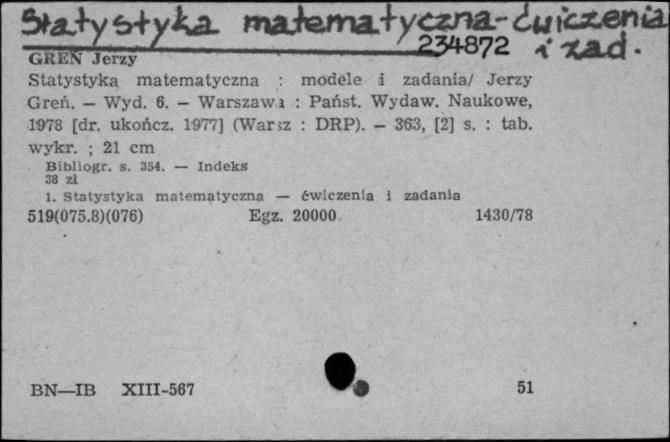 Statystyka matematyczna-ćwiczenia
234872 i zad.
GREŃ Jerzy
Statystyka matematyczna : modele i zadania/ Jerzy
Greń. — Wyd. 6. — Warszawa : Państ. Wydaw. Naukowe,
1978 [dr. ukończ. 1977] (Warsz : DRP). — 363, [2] s. : tab.
wykr. ; 21 cm
Bibliogr. s. 354. — Indeks
38 zł
1. Statystyka matematyczna — ćwiczenia i zadania
519(075.8)(076) Egz. 20000 1430/78
BN—IB XIII-567 51